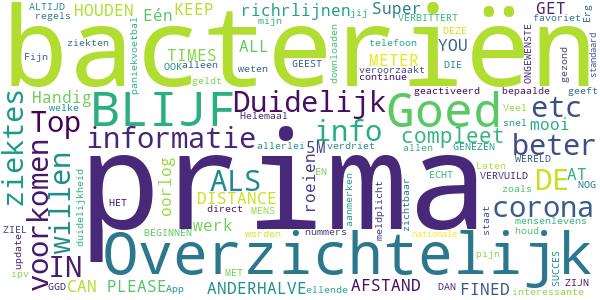 ALTIJD HOUDEN Eén KEEP richrlijnen Super mijn jij VERBITTERT GET favoriet Erg
regels bacteriën standaard
Fijn ziekten paniekvoetbal TIMES ALL YOU telefoon DEZE ONGEWENSTE
OOK alleen GEEST METER DIE gezond
geldt weten downloaden veroorzaakt continue
Handig BLIJF Duidelijk Goed geactiveerd bepaalde geeft
welke Helemaal Veel etc
ziektes Top informatie info compleet snel mooi
allerlei 5M verdriet allen GENEZEN beter
duidelijkheid voorkomen willen oorlog ALS prima roeien EN aanmerken ECHT WERELD Laten DE AT
VERVUILD NOG
HET DISTANCE meldplicht zichtbaar zoals corona
ZIEL direct MENS staat mensenlevens
update BEGINNEN werk nummers houd
IN Overzichtelijk
ipv worden nationale pijn
GGD MET DAN SUCCES ZIJN
CAN PLEASE App ANDERHALVE ellende AFSTAND FINED interessante